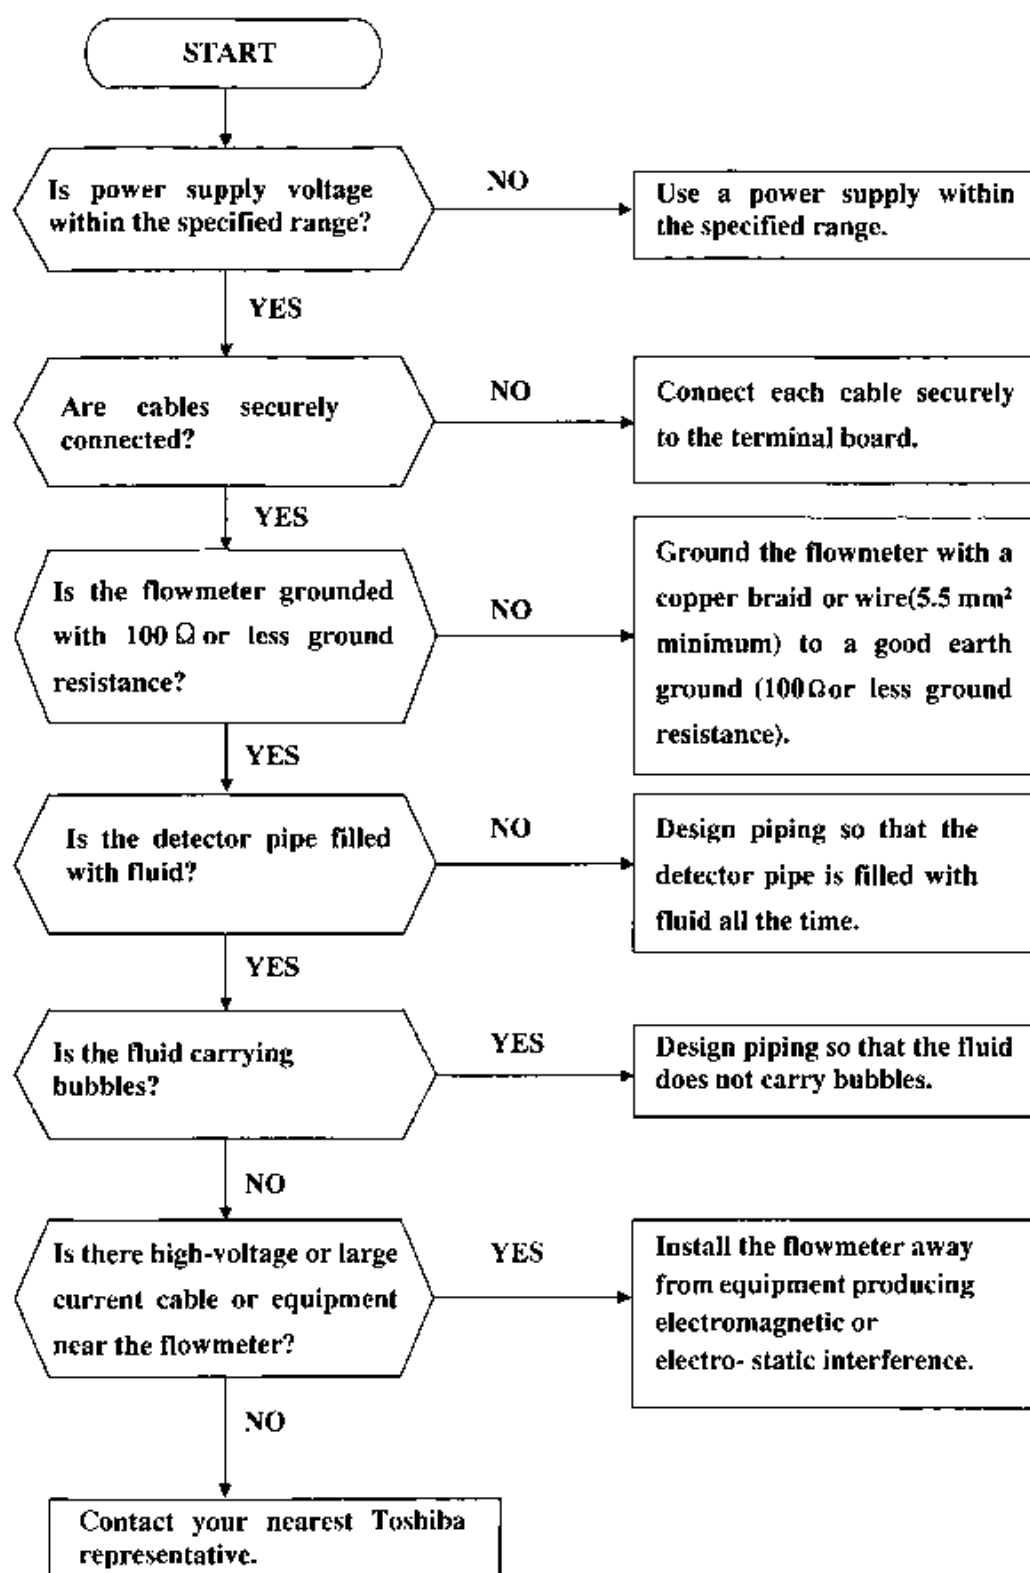 START
Is power supply voltage
within the specified range?
NO
Use a power supply within
the specified range.
YES
Are cables securely
connected?
NO
Connect each cable securely
to the terminal board.
YES
Is the flowmeter grounded
with 100 Ω or less ground
resistance?
NO
Ground the flowmeter with a
copper braid or wire(5.5 mm²
minimum) to a good earth
ground (100Ωor less ground
resistance).
YES
Is the detector pipe filled
with fluid?
NO
Design piping so that the
detector pipe is filled with
fluid all the time.
YES
Is the fluid carrying
bubbles?
YES
Design piping so that the fluid
does not carry bubbles.
NO
Is there high-voltage or large
current cable or equipment
near the flowmeter?
YES
Install the flowmeter away
from equipment producing
electromagnetic or
electro- static interference.
NO
Contact your nearest Toshiba
representative.